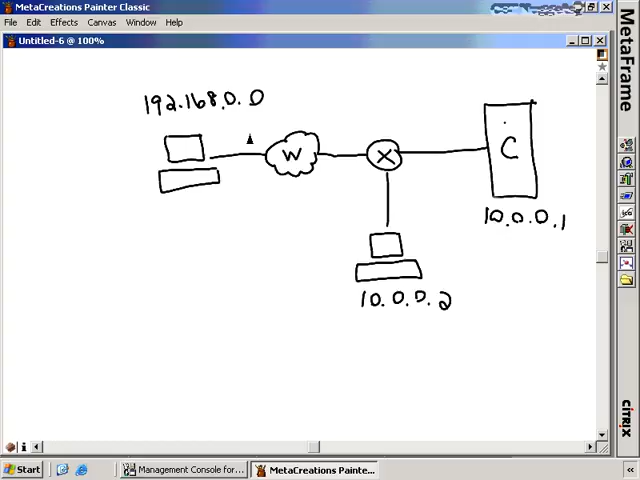 MetaCreations Painter Classic
File Edit Effects Canvas Window Help
Untitled-6 @ 100%
192.168.0.0
W
X
C
10.0.0.1
10.0.0.2
MetaFrame
CITRIX
Start
Management Console for...
MetaCreations Painte...